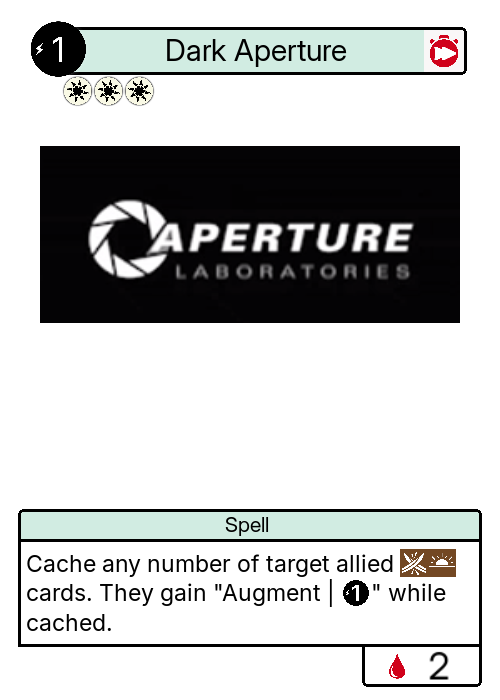 1 Dark Aperture
APERTURE
LABORATORIES
Spell
Cache any number of target allied
cards. They gain "Augment | 1" while
cached.
2